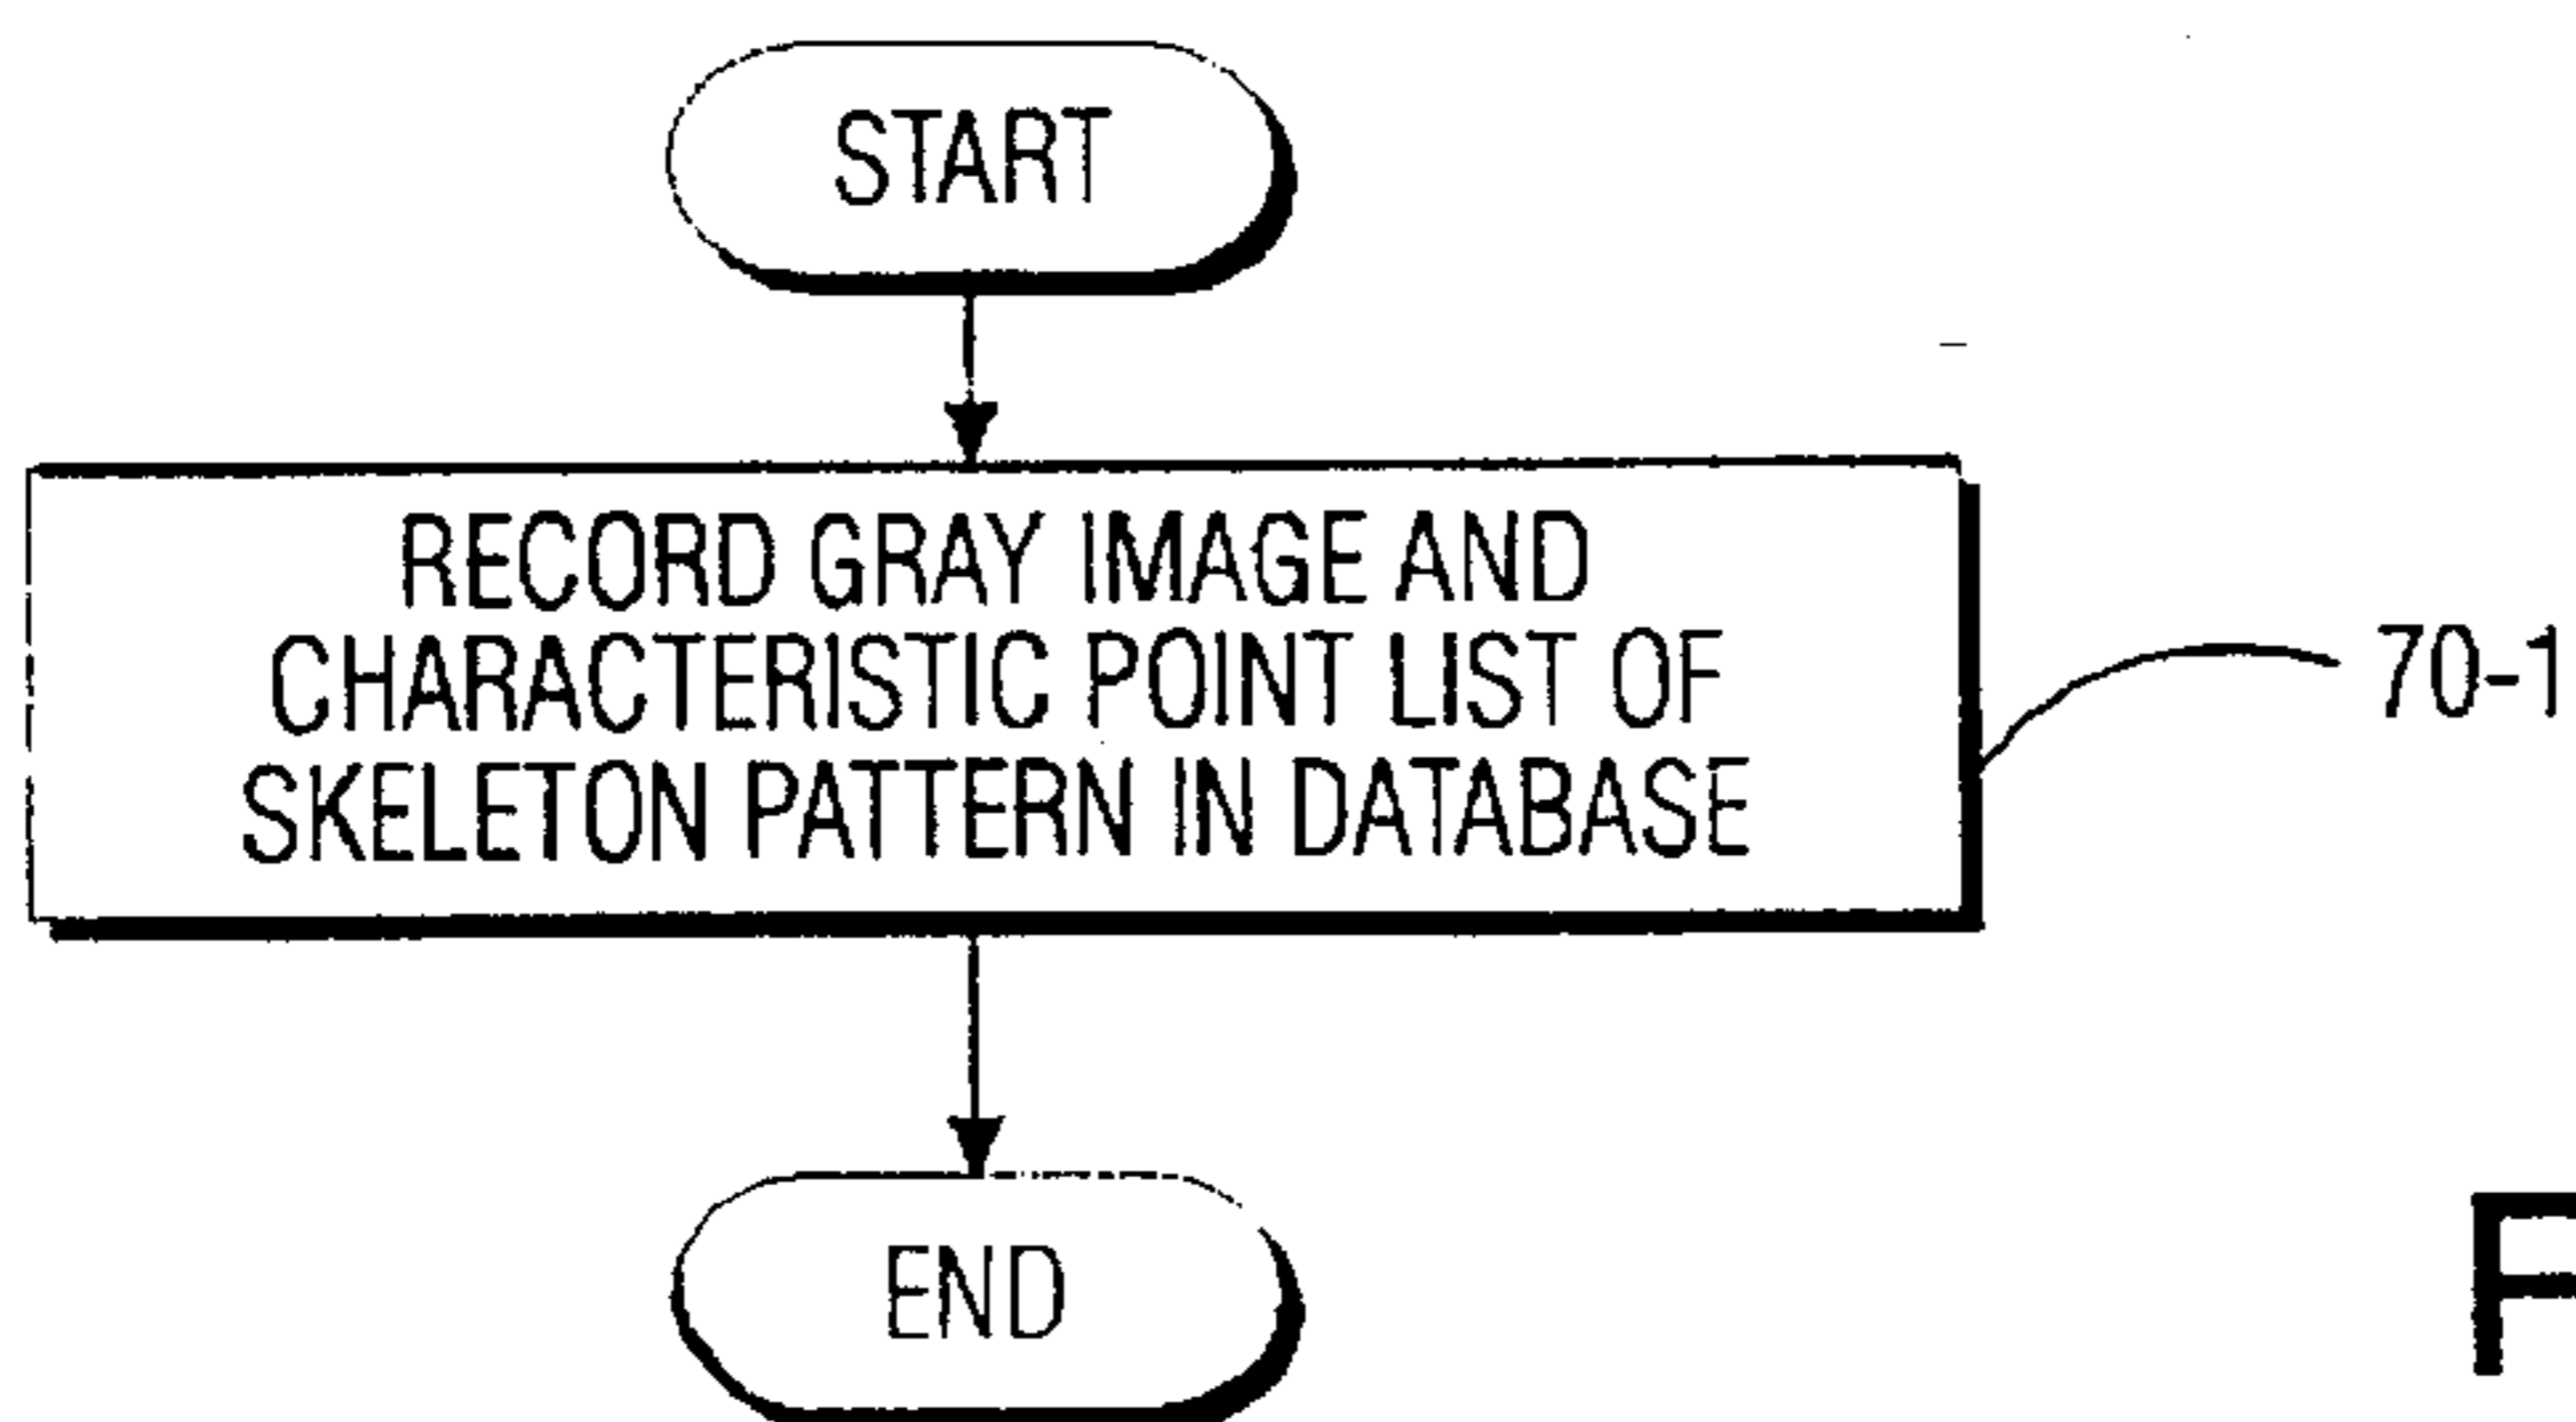 START
RECORD GRAY IMAGE AND
CHARACTERISTIC POINT LIST OF
SKELETON PATTERN IN DATABASE
70-1
END
F